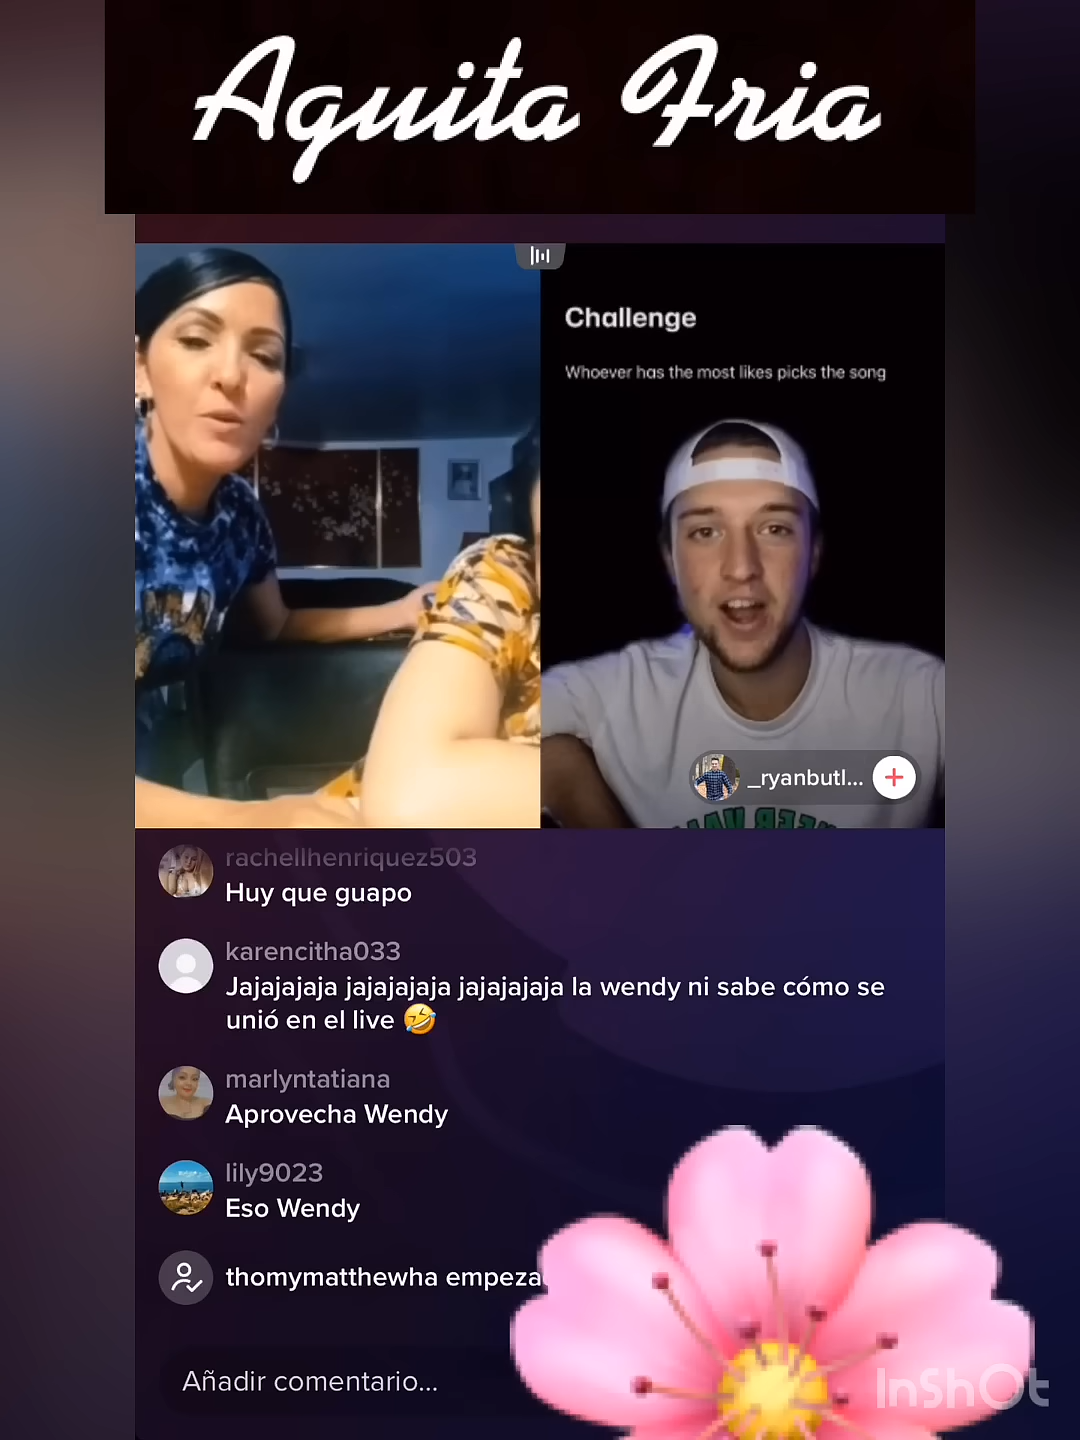 Aguita Fria
Challenge
Whoever has the most likes picks the song
_ryanbutl...
rachellhenriquez503
Huy que guapo
karencitha033
Jajajajaja jajajajaja jajajajaja la wendy ni sabe cómo se
unió en el live 🤣
marlyntatiana
Aprovecha Wendy
lily9023
Eso Wendy
thomymatthewha empeza
Añadir comentario...
InShOt